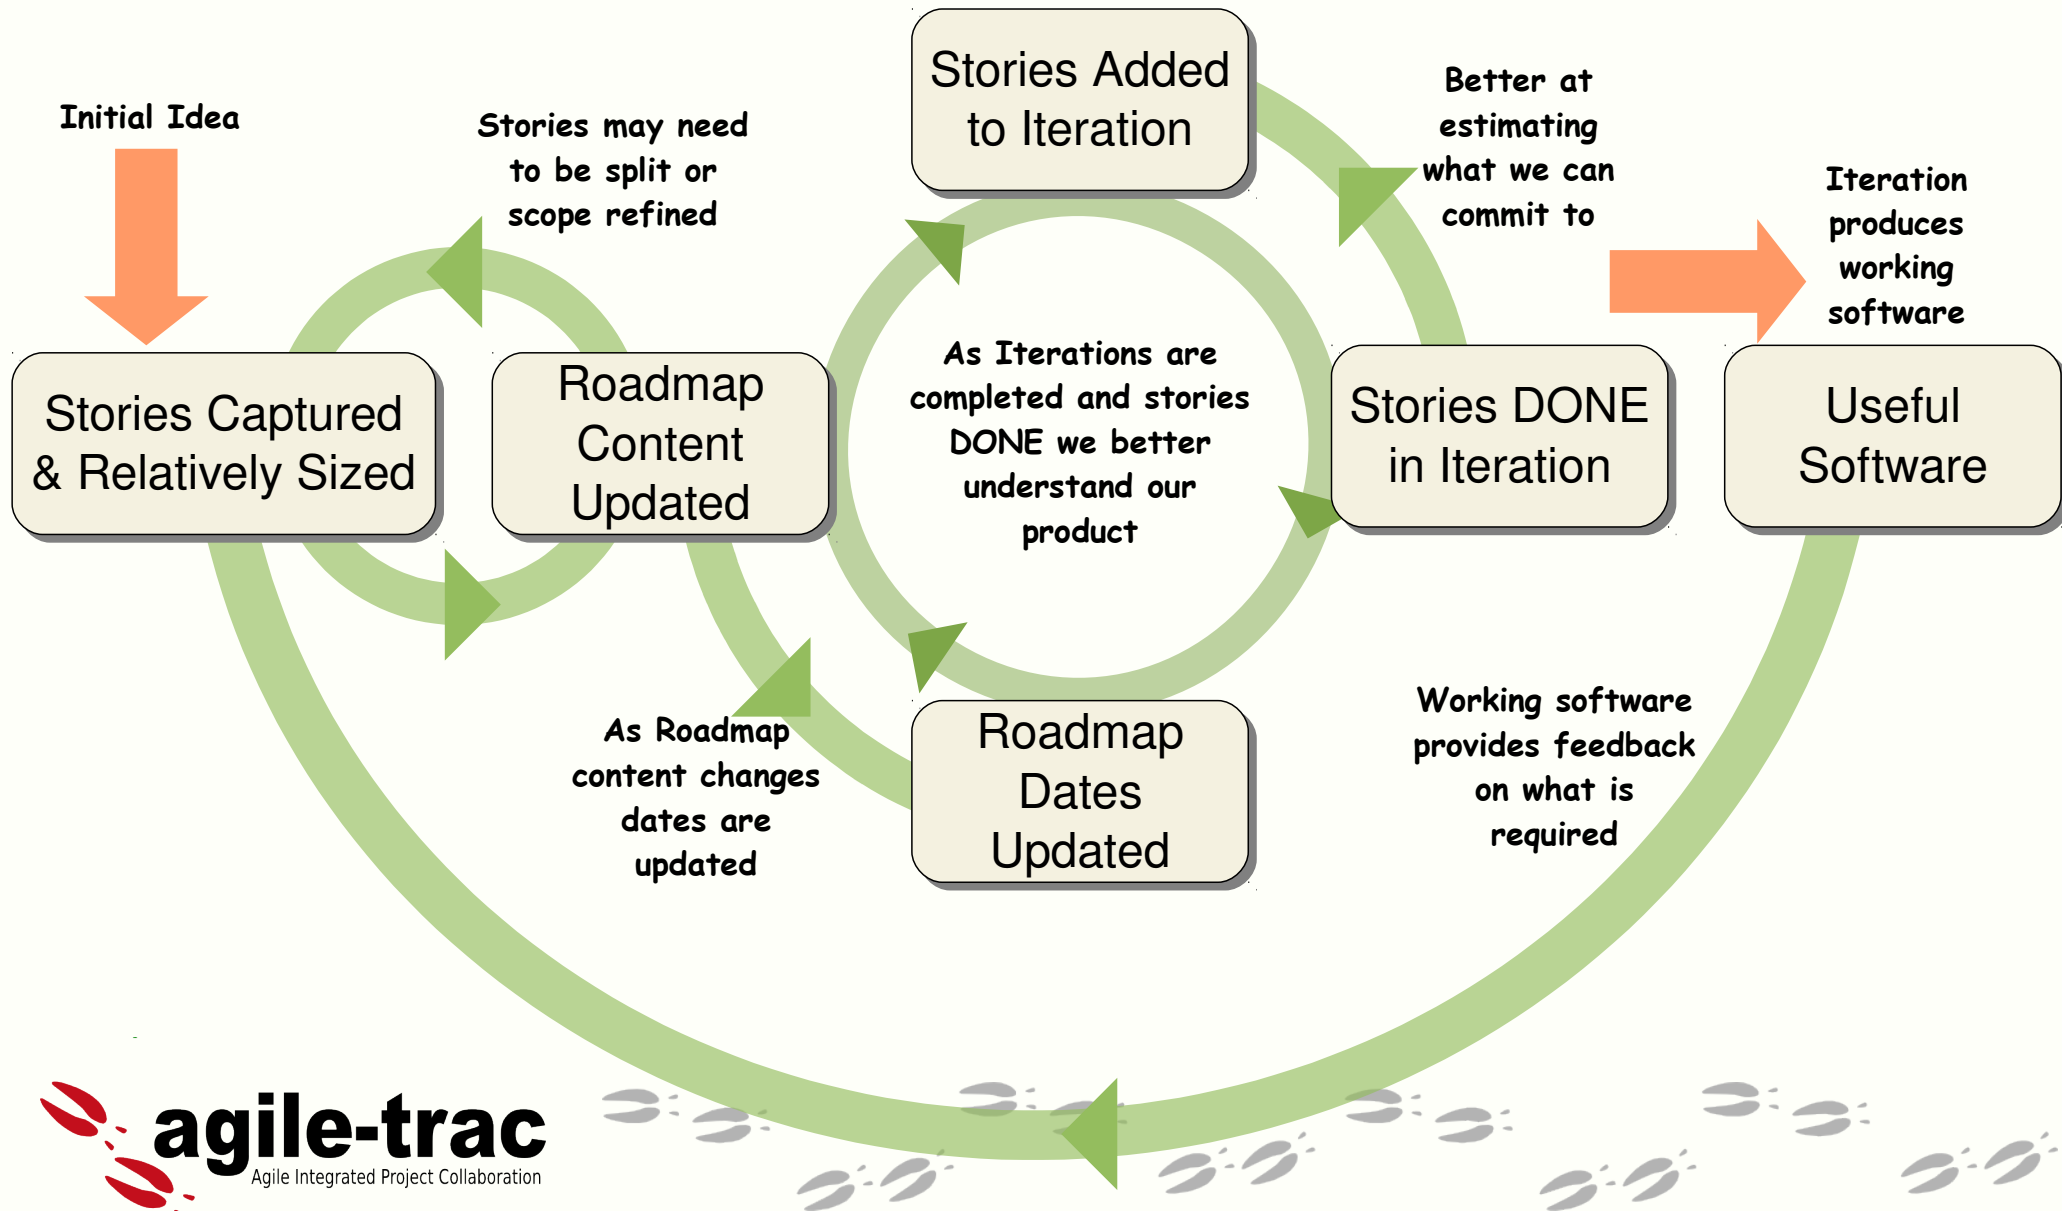 Initial Idea
Stories may need
to be split or
scope refined
Stories Added
to Iteration
Better at
estimating
what we can
commit to
Iteration
produces
working
software
Stories Captured
& Relatively Sized
Roadmap
Content
Updated
As Iterations are
completed and stories
DONE we better
understand our
product
Stories DONE
in Iteration
Useful
Software
As Roadmap
content changes
dates are
updated
Roadmap
Dates
Updated
Working software
provides feedback
on what is
required
agile-trac
Agile Integrated Project Collaboration